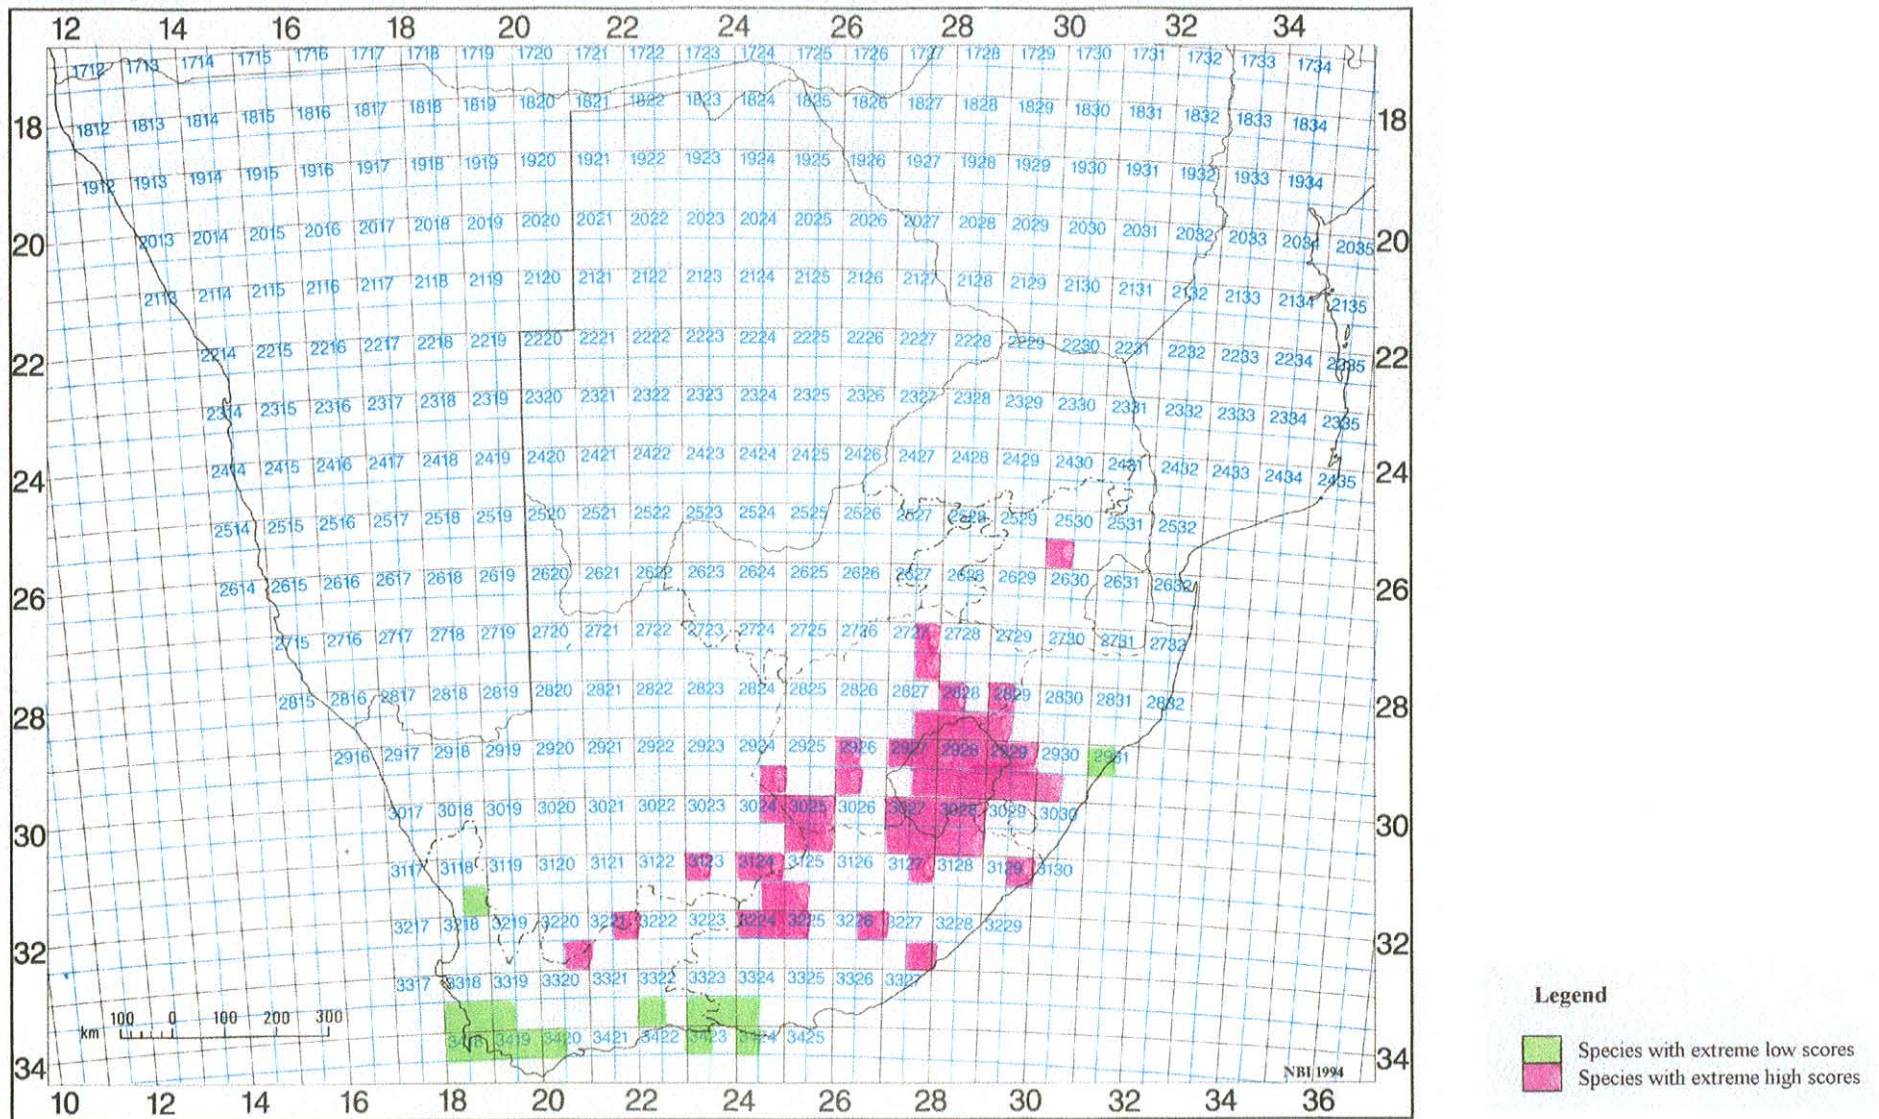 12 14 16 18 20 22 24 26 28 30 32 34
1712 1713 1714 1715 1716 1717 1718 1719 1720 1721 1722 1723 1724 1725 1726 1727 1728 1729 1730 1731 1732 1733 1734
18 1812 1813 1814 1815 1816 1817 1818 1819 1820 1821 1822 1823 1824 1825 1826 1827 1828 1829 1830 1831 1832 1833 1834 18
1912 1913 1914 1915 1916 1917 1918 1919 1920 1921 1922 1923 1924 1925 1926 1927 1928 1929 1930 1931 1932 1933 1934
20 2013 2014 2015 2016 2017 2018 2019 2020 2021 2022 2023 2024 2025 2026 2027 2028 2029 2030 2031 2032 2033 2034 2035 20
2113 2114 2115 2116 2117 2118 2119 2120 2121 2122 2123 2124 2125 2126 2127 2128 2129 2130 2131 2132 2133 2134 2135
22 2214 2215 2216 2217 2218 2219 2220 2221 2222 2223 2224 2225 2226 2227 2228 2229 2230 2231 2232 2233 2234 2235 22
2314 2315 2316 2317 2318 2319 2320 2321 2322 2323 2324 2325 2326 2327 2328 2329 2330 2331 2332 2333 2334 2335
24 2414 2415 2416 2417 2418 2419 2420 2421 2422 2423 2424 2425 2426 2427 2428 2429 2430 2431 2432 2433 2434 2435 24
2514 2515 2516 2517 2518 2519 2520 2521 2522 2523 2524 2525 2526 2527 2528 2529 2530 2531 2532
26 2614 2615 2616 2617 2618 2619 2620 2621 2622 2623 2624 2625 2626 2627 2628 2629 2630 2631 2632 26
2715 2716 2717 2718 2719 2720 2721 2722 2723 2724 2725 2726 2727 2728 2729 2730 2731 2732
28 2815 2816 2817 2818 2819 2820 2821 2822 2823 2824 2825 2826 2827 2828 2829 2830 2831 2832 28
2916 2917 2918 2919 2920 2921 2922 2923 2924 2925 2926 2927 2928 2929 2930 2931
30 3017 3018 3019 3020 3021 3022 3023 3024 3025 3026 3027 3028 3029 3030 30
3117 3118 3119 3120 3121 3122 3123 3124 3125 3126 3127 3128 3129 3130
32 3217 3218 3219 3220 3221 3222 3223 3224 3225 3226 3227 3228 3229 32
3317 3318 3319 3320 3321 3322 3323 3324 3325 3326 3327
km 100 0 100 200 300
3418 3419 3420 3421 3422 3423 3424 3425
34 NBI 1994 34
10 12 14 16 18 20 22 24 26 28 30 32 34 36
Legend
Species with extreme low scores
Species with extreme high scores